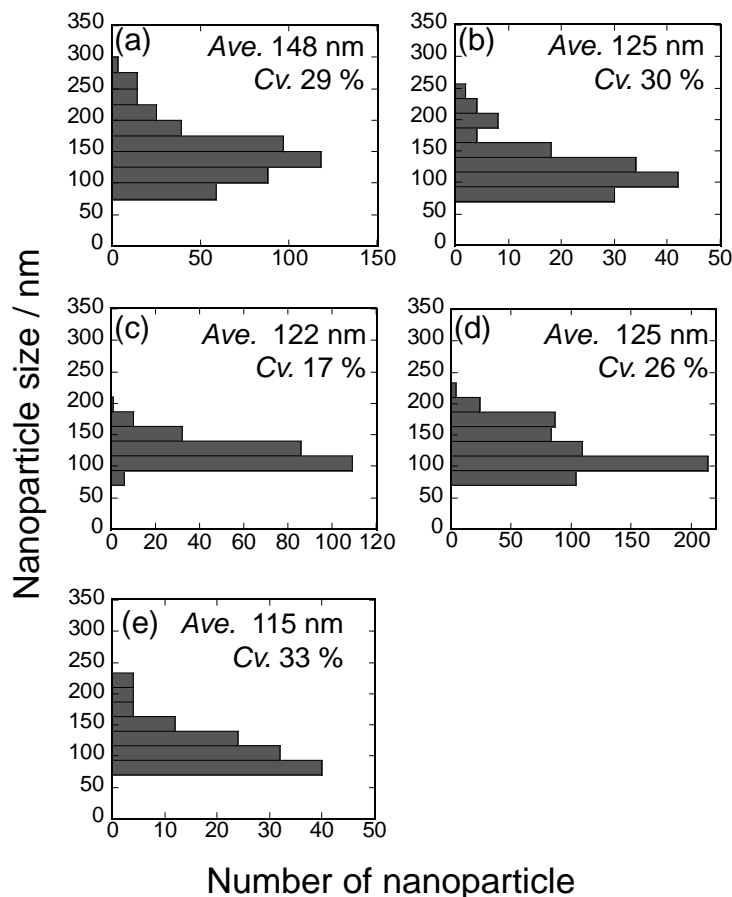 (a) Ave. 148 nm
Cv. 29 %
350
300
250
200
150
100
50
0
0 50 100 150
(b) Ave. 125 nm
Cv. 30 %
350
300
250
200
150
100
50
0
0 10 20 30 40 50
(c) Ave. 122 nm
Cv. 17 %
350
300
250
200
150
100
50
0
0 20 40 60 80 100 120
(d) Ave. 125 nm
Cv. 26 %
350
300
250
200
150
100
50
0
0 50 100 150 200
(e) Ave. 115 nm
Cv. 33 %
350
300
250
200
150
100
50
0
0 10 20 30 40 50
Nanoparticle size / nm
Number of nanoparticle